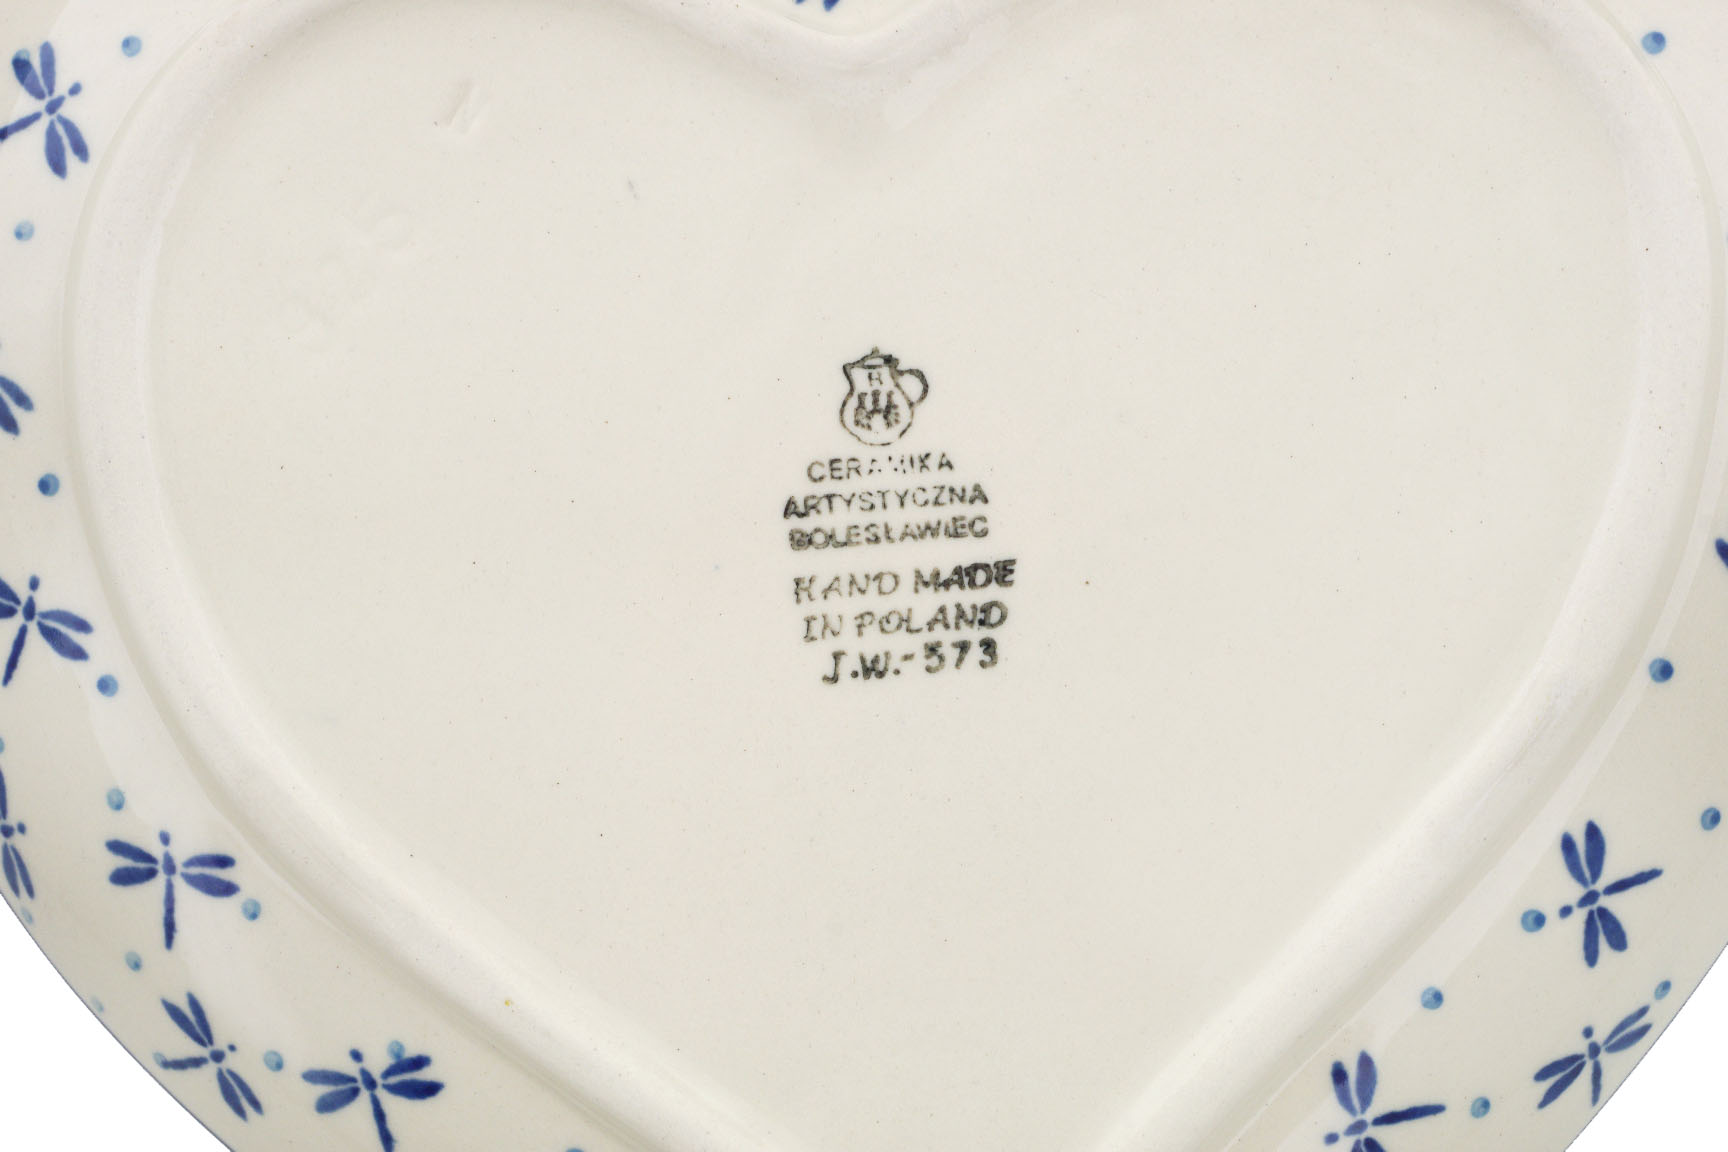 CERAMIKA
ARTYSTYCZNA
BOLESŁAWIEC
HAND MADE
IN POLAND
J.W.-573